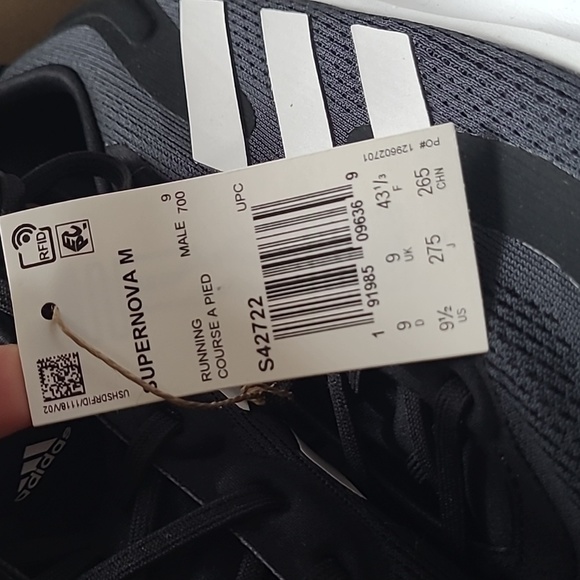 SUPERNOVA M
9
RUNNING MALE 700
COURSE A PIED
S42722
UPC
1 91985 09636 9
9 9 43⅓
D UK F
9½ 275 265
US J CHN
PO# 129602701
RFID
USHSDRFID/118/V02
adidas